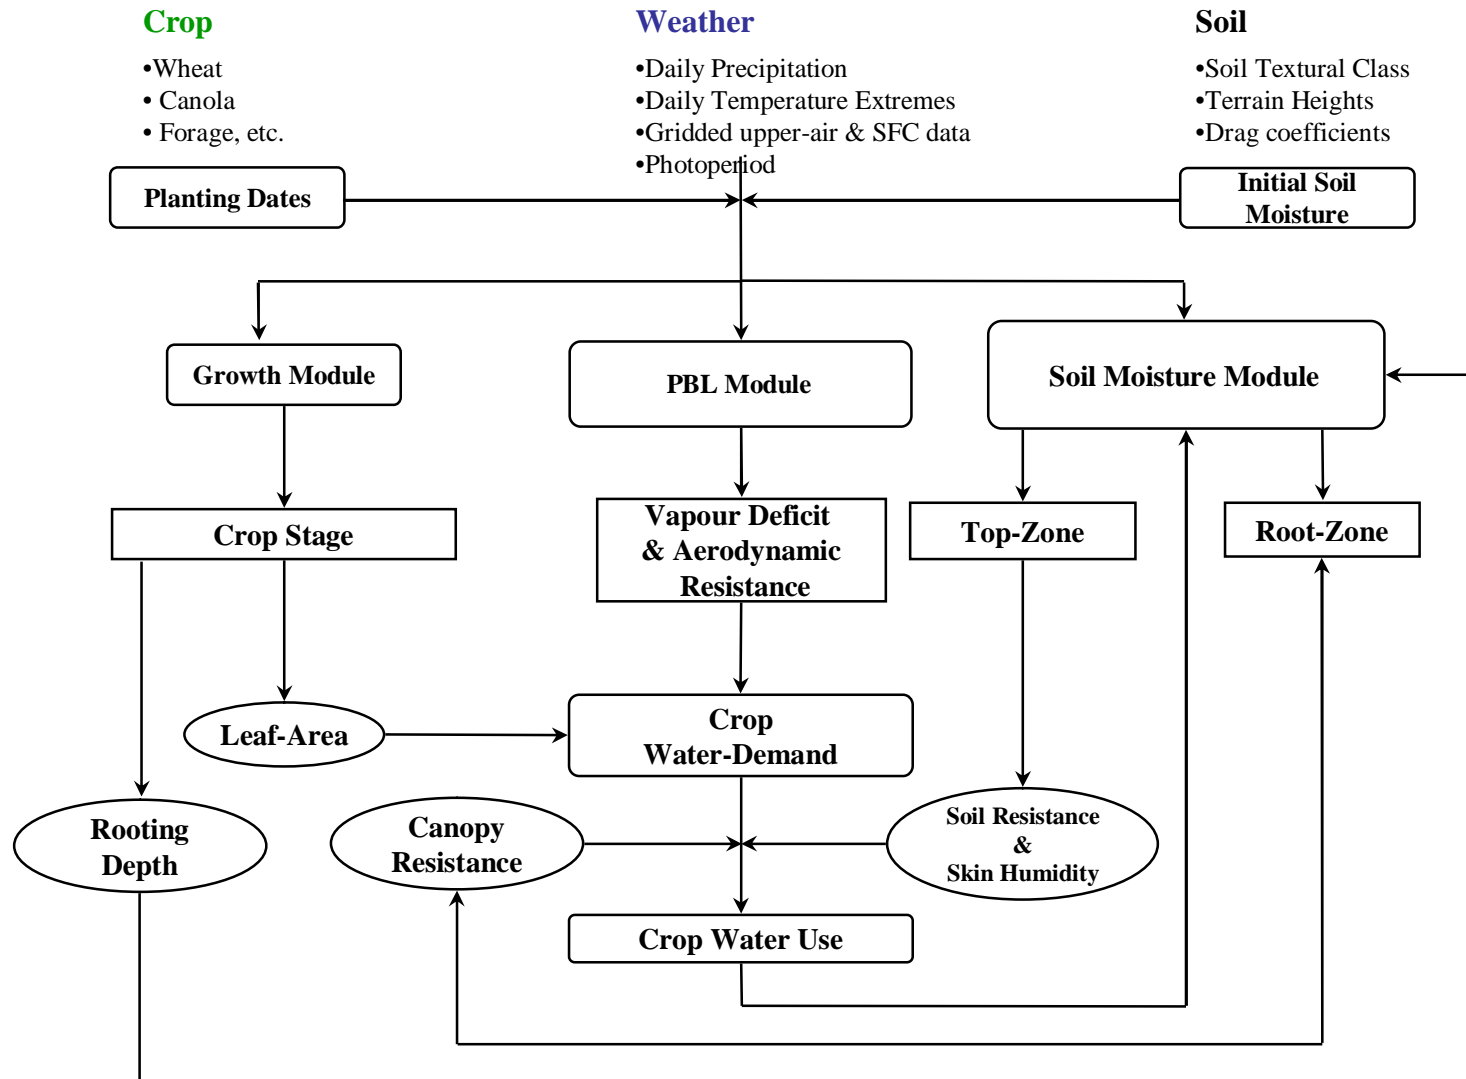 Crop
•Wheat
• Canola
• Forage, etc.
Weather
•Daily Precipitation
•Daily Temperature Extremes
•Gridded upper-air & SFC data
•Photoperiod
Soil
•Soil Textural Class
•Terrain Heights
•Drag coefficients
Planting Dates
Initial Soil
Moisture
Growth Module
PBL Module
Soil Moisture Module
Crop Stage
Vapour Deficit
& Aerodynamic
Resistance
Top-Zone
Root-Zone
Leaf-Area
Crop
Water-Demand
Rooting
Depth
Canopy
Resistance
Soil Resistance
&
Skin Humidity
Crop Water Use